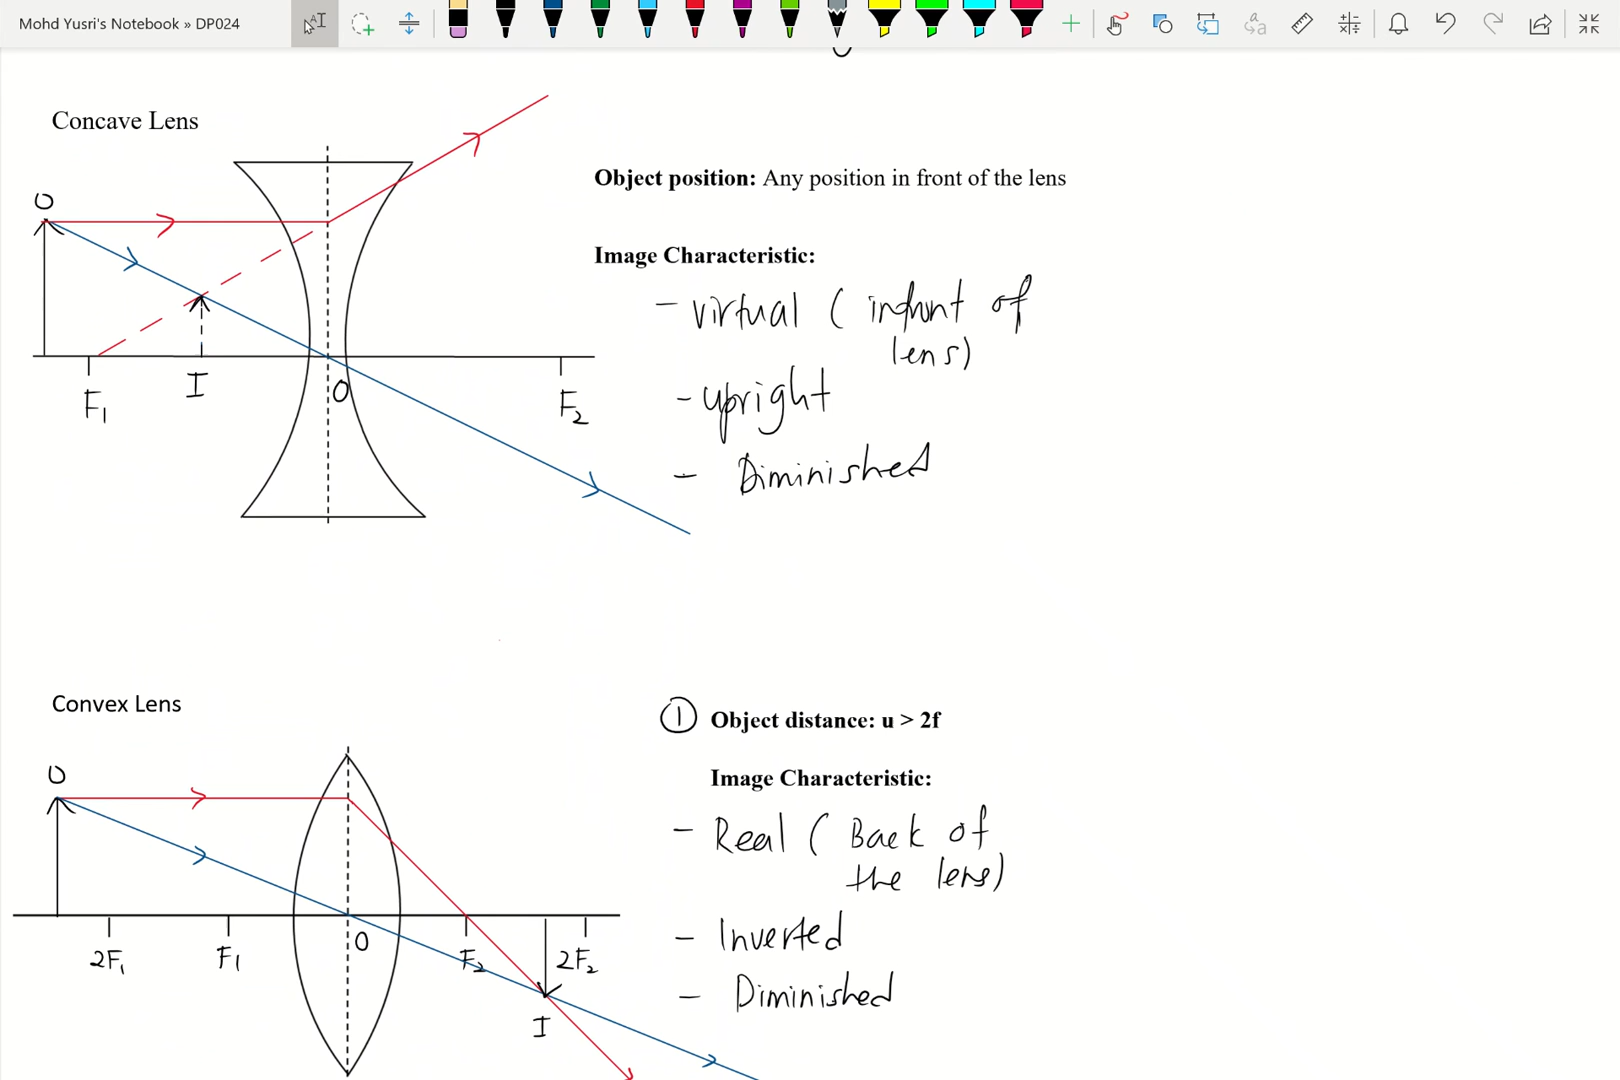 Mohd Yusri's Notebook » DP024
Concave Lens
O
F₁
I
O
F₂
Object position: Any position in front of the lens
Image Characteristic:
- virtual ( infront of
lens)
- upright
- Diminished
Convex Lens
O
2F₁
F₁
O
F₂
2F₂
I
① Object distance: u > 2f
Image Characteristic:
- Real ( Back of
the lens)
- Inverted
- Diminished